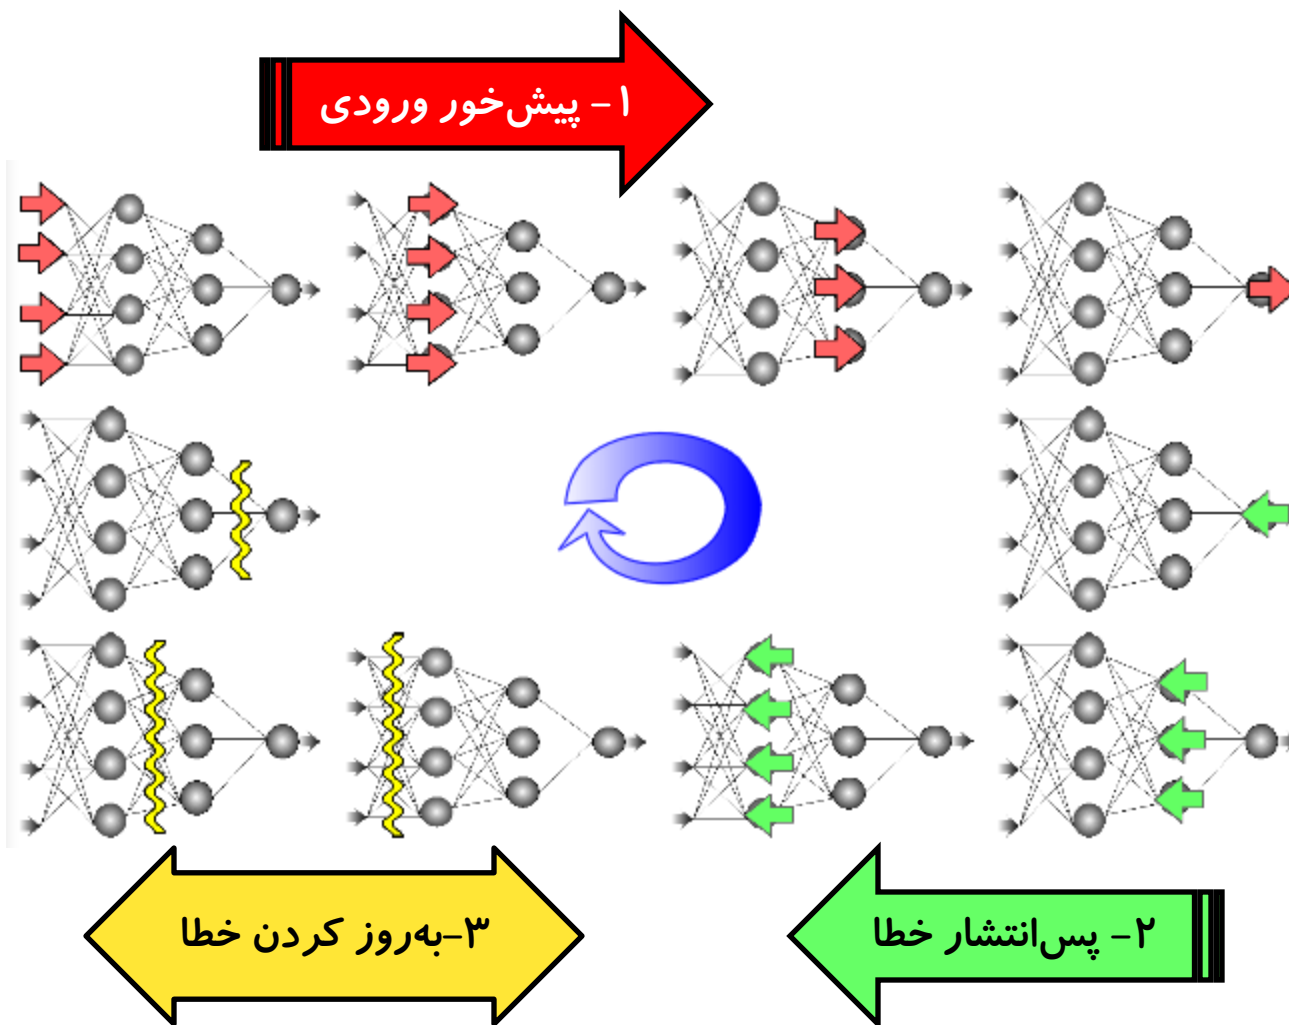 ۱- پیش‌خور ورودی
۲- پس‌انتشار خطا
۳-به‌روز کردن خطا